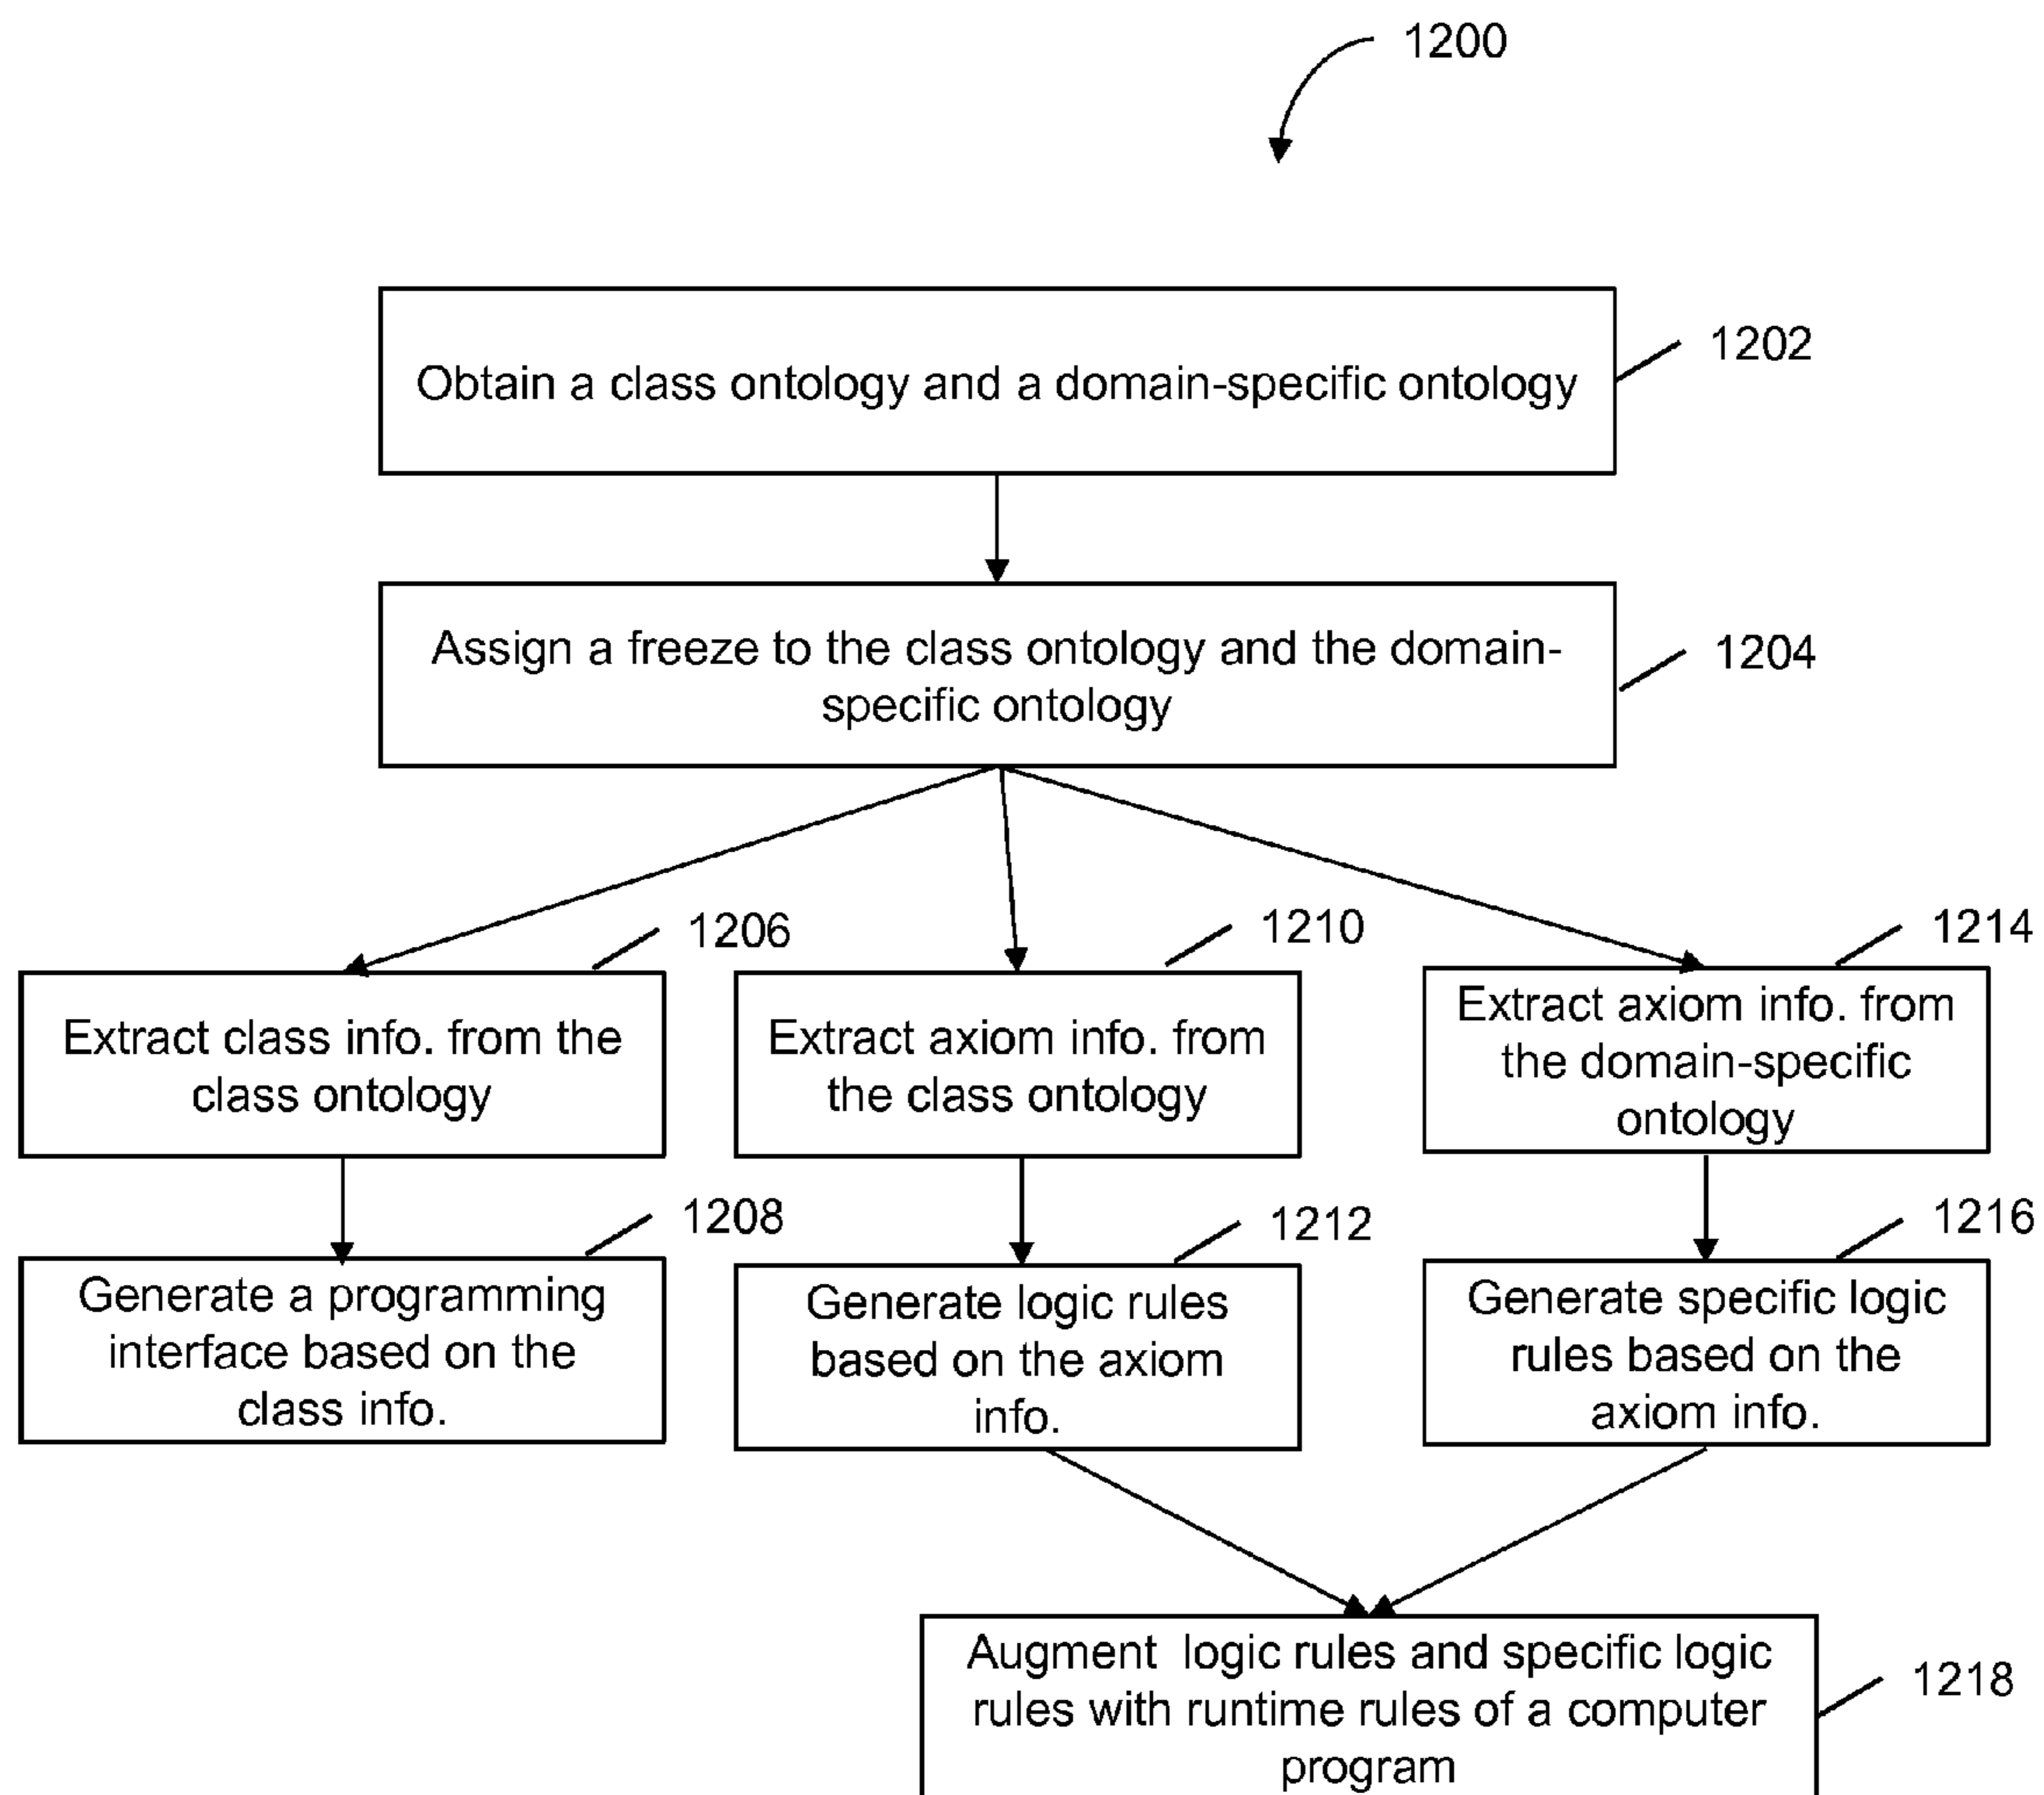 1200
Obtain a class ontology and a domain-specific ontology
1202
Assign a freeze to the class ontology and the domain-
specific ontology
1204
1206
Extract class info. from the
class ontology
1210
Extract axiom info. from
the class ontology
1214
Extract axiom info. from
the domain-specific
ontology
1208
Generate a programming
interface based on the
class info.
1212
Generate logic rules
based on the axiom
info.
1216
Generate specific logic
rules based on the
axiom info.
Augment logic rules and specific logic
rules with runtime rules of a computer
program
1218